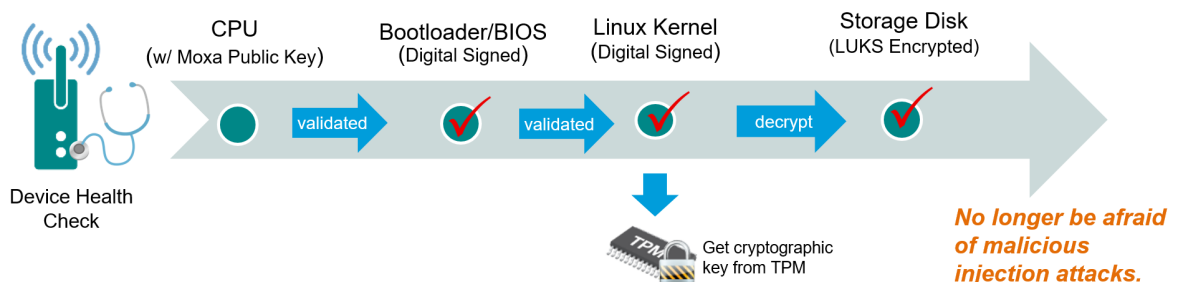 CPU
(w/ Moxa Public Key)
Bootloader/BIOS
(Digital Signed)
Linux Kernel
(Digital Signed)
Storage Disk
(LUKS Encrypted)
validated
validated
decrypt
Device Health
Check
TPM
Get cryptographic
key from TPM
No longer be afraid
of malicious
injection attacks.